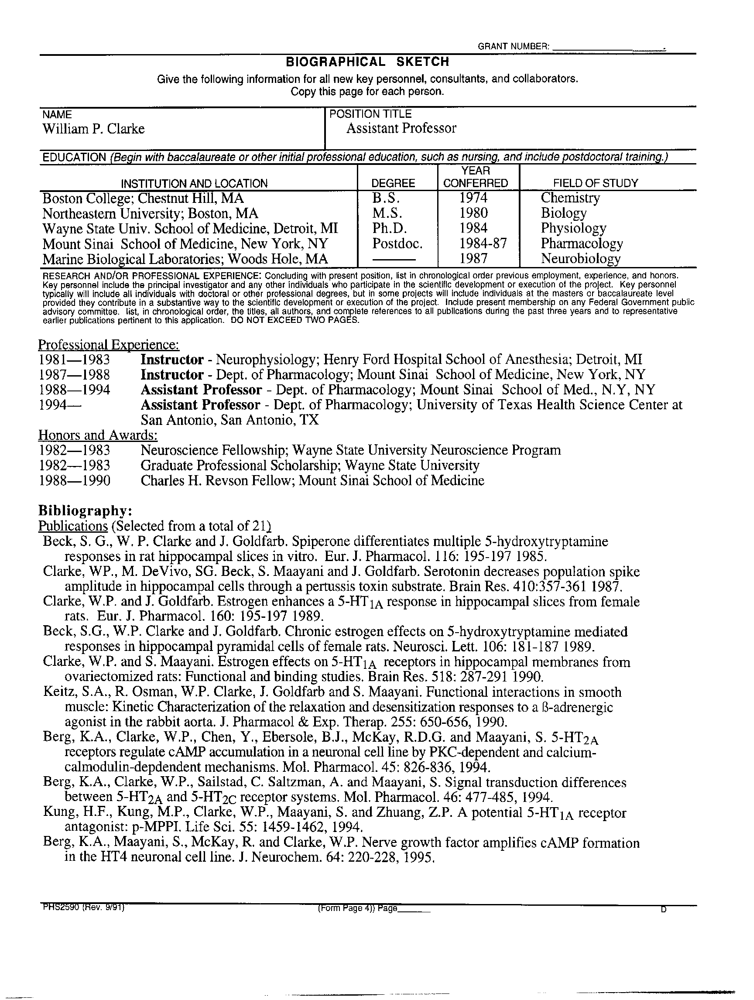 GRANT NUMBER:
BIOGRAPHICAL SKETCH
Give the following information for all new key personnel, consultants, and collaborators.
Copy this page for each person.
NAME POSITION TITLE
William P. Clarke Assistant Professor
EDUCATION (Begin with baccalaureate or other initial professional education, such as nursing, and include postdoctoral training.)
INSTITUTION AND LOCATION DEGREE YEAR CONFERRED FIELD OF STUDY
Boston College; Chestnut Hill, MA B.S. 1974 Chemistry
Northeastern University; Boston, MA M.S. 1980 Biology
Wayne State Univ. School of Medicine, Detroit, MI Ph.D. 1984 Physiology
Mount Sinai School of Medicine, New York, NY Postdoc. 1984-87 Pharmacology
Marine Biological Laboratories; Woods Hole, MA ——— 1987 Neurobiology
RESEARCH AND/OR PROFESSIONAL EXPERIENCE: Concluding with present position, list in chronological order previous employment, experience, and honors.
Key personnel include the principal investigator and any other individuals who participate in the scientific development or execution of the project. Key personnel
typically will include all individuals with doctoral or other professional degrees, but in some projects will include individuals at the masters or baccalaureate level
provided they contribute in a substantive way to the scientific development or execution of the project. Include present membership on any Federal Government public
advisory committee. list, in chronological order, the titles, all authors, and complete references to all publications during the past three years and to representative
earlier publications pertinent to this application. DO NOT EXCEED TWO PAGES.
Professional Experience:
1981—1983 Instructor - Neurophysiology; Henry Ford Hospital School of Anesthesia; Detroit, MI
1987—1988 Instructor - Dept. of Pharmacology; Mount Sinai School of Medicine, New York, NY
1988—1994 Assistant Professor - Dept. of Pharmacology; Mount Sinai School of Med., N.Y, NY
1994— Assistant Professor - Dept. of Pharmacology; University of Texas Health Science Center at
San Antonio, San Antonio, TX
Honors and Awards:
1982—1983 Neuroscience Fellowship; Wayne State University Neuroscience Program
1982—1983 Graduate Professional Scholarship; Wayne State University
1988—1990 Charles H. Revson Fellow; Mount Sinai School of Medicine
Bibliography:
Publications (Selected from a total of 21)
Beck, S. G., W. P. Clarke and J. Goldfarb. Spiperone differentiates multiple 5-hydroxytryptamine
responses in rat hippocampal slices in vitro. Eur. J. Pharmacol. 116: 195-197 1985.
Clarke, WP., M. DeVivo, SG. Beck, S. Maayani and J. Goldfarb. Serotonin decreases population spike
amplitude in hippocampal cells through a pertussis toxin substrate. Brain Res. 410:357-361 1987.
Clarke, W.P. and J. Goldfarb. Estrogen enhances a 5-HT1A response in hippocampal slices from female
rats. Eur. J. Pharmacol. 160: 195-197 1989.
Beck, S.G., W.P. Clarke and J. Goldfarb. Chronic estrogen effects on 5-hydroxytryptamine mediated
responses in hippocampal pyramidal cells of female rats. Neurosci. Lett. 106: 181-187 1989.
Clarke, W.P. and S. Maayani. Estrogen effects on 5-HT1A receptors in hippocampal membranes from
ovariectomized rats: Functional and binding studies. Brain Res. 518: 287-291 1990.
Keitz, S.A., R. Osman, W.P. Clarke, J. Goldfarb and S. Maayani. Functional interactions in smooth
muscle: Kinetic Characterization of the relaxation and desensitization responses to a ß-adrenergic
agonist in the rabbit aorta. J. Pharmacol & Exp. Therap. 255: 650-656, 1990.
Berg, K.A., Clarke, W.P., Chen, Y., Ebersole, B.J., McKay, R.D.G. and Maayani, S. 5-HT2A
receptors regulate cAMP accumulation in a neuronal cell line by PKC-dependent and calcium-
calmodulin-depdendent mechanisms. Mol. Pharmacol. 45: 826-836, 1994.
Berg, K.A., Clarke, W.P., Sailstad, C. Saltzman, A. and Maayani, S. Signal transduction differences
between 5-HT2A and 5-HT2C receptor systems. Mol. Pharmacol. 46: 477-485, 1994.
Kung, H.F., Kung, M.P., Clarke, W.P., Maayani, S. and Zhuang, Z.P. A potential 5-HT1A receptor
antagonist: p-MPPI. Life Sci. 55: 1459-1462, 1994.
Berg, K.A., Maayani, S., McKay, R. and Clarke, W.P. Nerve growth factor amplifies cAMP formation
in the HT4 neuronal cell line. J. Neurochem. 64: 220-228, 1995.
PHS2590 (Rev. 9/91) (Form Page 4)) Page D